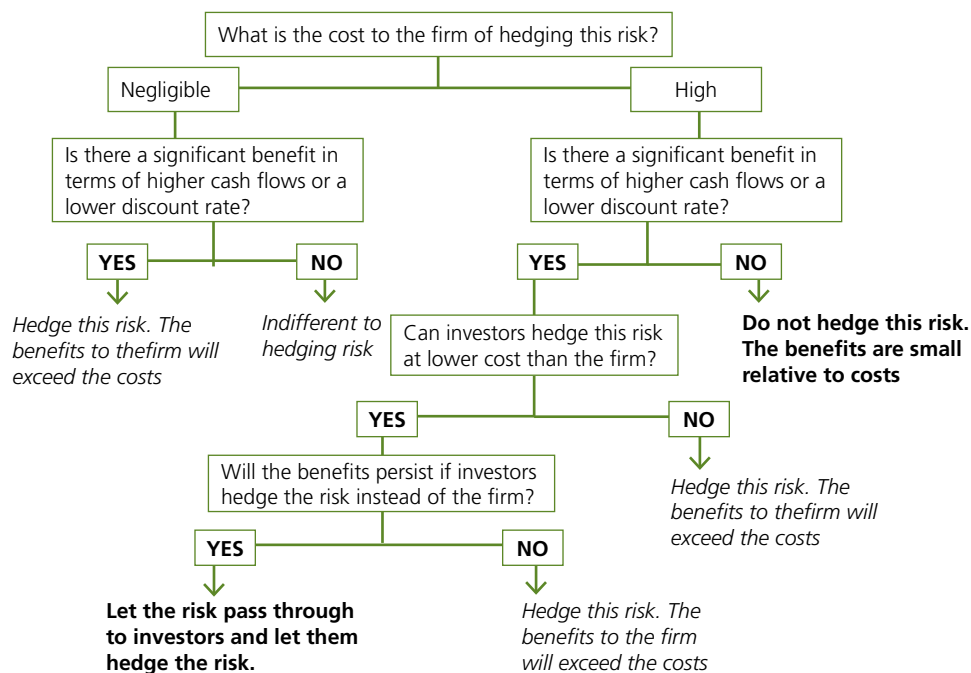 What is the cost to the firm of hedging this risk?
Negligible
High
Is there a significant benefit in
terms of higher cash flows or a
lower discount rate?
Is there a significant benefit in
terms of higher cash flows or a
lower discount rate?
YES
NO
YES
NO
Hedge this risk. The
benefits to thefirm will
exceed the costs
Indifferent to
hedging risk
Can investors hedge this risk
at lower cost than the firm?
Do not hedge this risk.
The benefits are small
relative to costs
YES
NO
Will the benefits persist if investors
hedge the risk instead of the firm?
Hedge this risk. The
benefits to thefirm will
exceed the costs
YES
NO
Let the risk pass through
to investors and let them
hedge the risk.
Hedge this risk. The
benefits to the firm
will exceed the costs